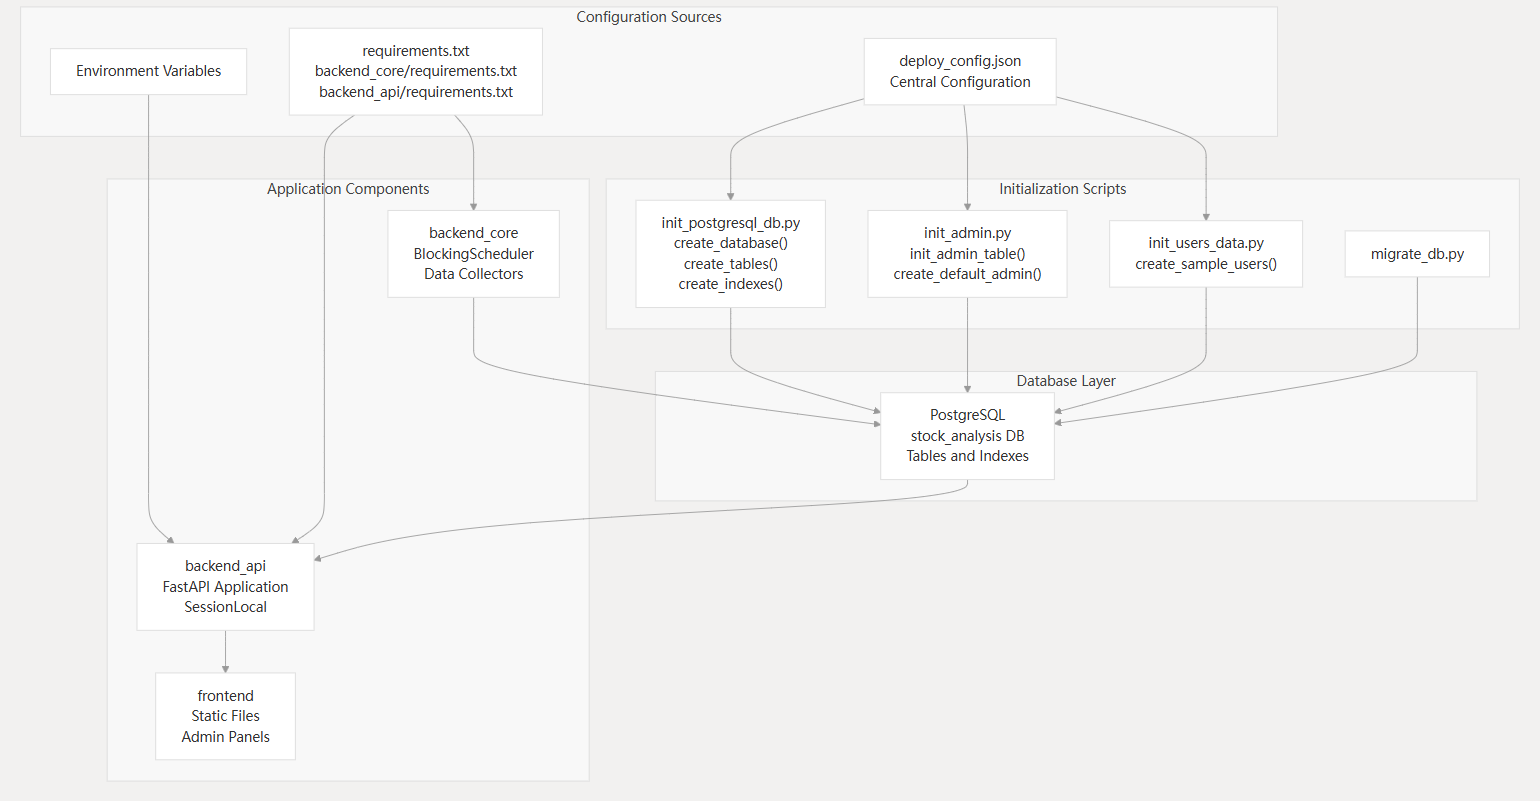 Configuration Sources
Environment Variables
requirements.txt
backend_core/requirements.txt
backend_api/requirements.txt
deploy_config.json
Central Configuration
Application Components
backend_core
BlockingScheduler
Data Collectors
Initialization Scripts
init_postgresql_db.py
create_database()
create_tables()
create_indexes()
init_admin.py
init_admin_table()
create_default_admin()
init_users_data.py
create_sample_users()
migrate_db.py
Database Layer
PostgreSQL
stock_analysis DB
Tables and Indexes
backend_api
FastAPI Application
SessionLocal
frontend
Static Files
Admin Panels